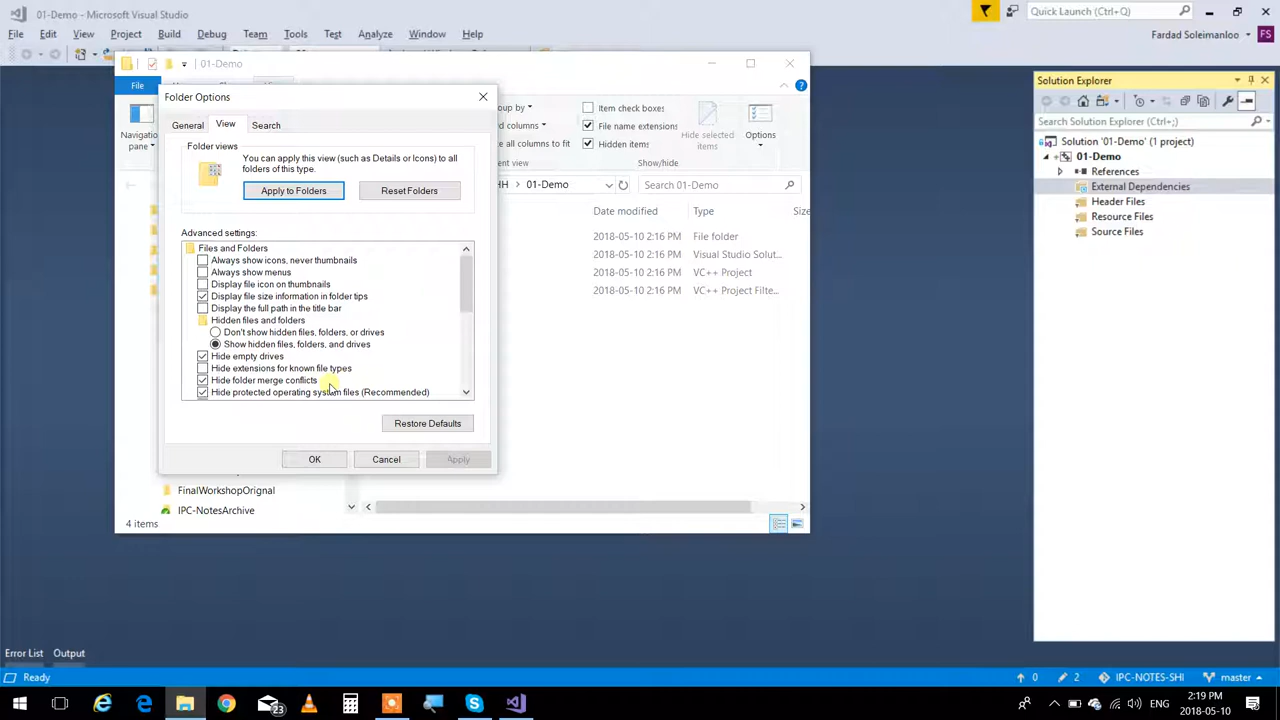 01-Demo - Microsoft Visual Studio
Quick Launch (Ctrl+Q)
File Edit View Project Build Debug Team Tools Test Analyze Window Help
Fardad Soleimanloo FS
01-Demo
File
Folder Options
General View Search
Folder views
You can apply this view (such as Details or Icons) to all
folders of this type.
Apply to Folders Reset Folders
Advanced settings:
Files and Folders
Always show icons, never thumbnails
Always show menus
Display file icon on thumbnails
Display file size information in folder tips
Display the full path in the title bar
Hidden files and folders
Don't show hidden files, folders, or drives
Show hidden files, folders, and drives
Hide empty drives
Hide extensions for known file types
Hide folder merge conflicts
Hide protected operating system files (Recommended)
Restore Defaults
OK Cancel Apply
Navigation
pane
Item check boxes
File name extensions
Hidden items
Hide selected
items
Options
Show/hide
01-Demo
Search 01-Demo
Date modified Type
2018-05-10 2:16 PM File folder
2018-05-10 2:16 PM Visual Studio Solut...
2018-05-10 2:16 PM VC++ Project
2018-05-10 2:16 PM VC++ Project Filte...
FinalWorkshopOrignal
IPC-NotesArchive
4 items
Solution Explorer
Search Solution Explorer (Ctrl+;)
Solution '01-Demo' (1 project)
01-Demo
References
External Dependencies
Header Files
Resource Files
Source Files
Error List Output
Ready
0 2 IPC-NOTES-SHI master
23
2:19 PM
2018-05-10